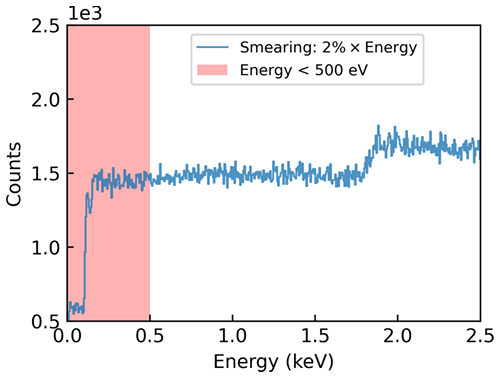 1e3
2.5
2.0
1.5
1.0
0.5
Counts
Smearing: 2% × Energy
Energy < 500 eV
0.0 0.5 1.0 1.5 2.0 2.5
Energy (keV)